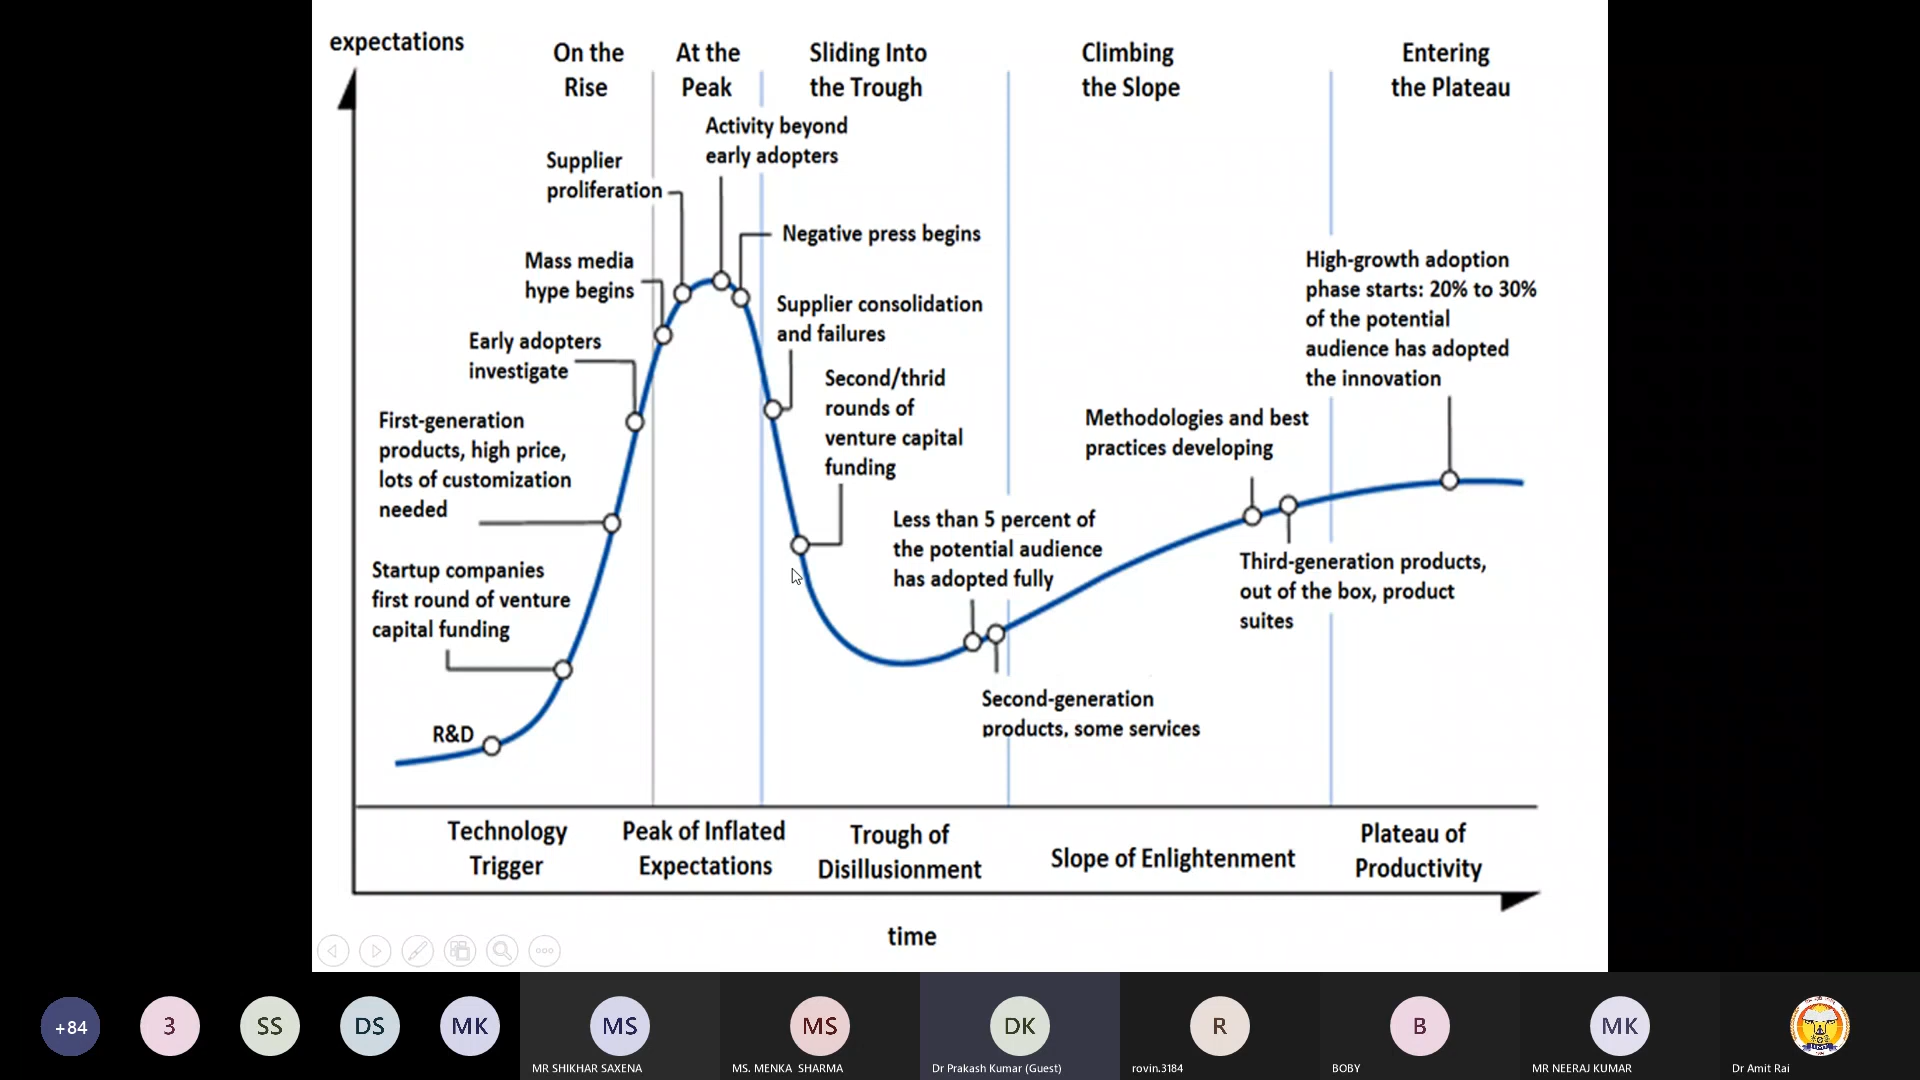 expectations
On the
Rise
At the
Peak
Sliding Into
the Trough
Climbing
the Slope
Entering
the Plateau
Activity beyond
early adopters
Supplier
proliferation
Negative press begins
Mass media
hype begins
Supplier consolidation
and failures
High-growth adoption
phase starts: 20% to 30%
of the potential
audience has adopted
the innovation
Early adopters
investigate
Second/thrid
rounds of
venture capital
funding
First-generation
products, high price,
lots of customization
needed
Methodologies and best
practices developing
Less than 5 percent of
the potential audience
has adopted fully
Startup companies
first round of venture
capital funding
Third-generation products,
out of the box, product
suites
Second-generation
products, some services
R&D
Technology
Trigger
Peak of Inflated
Expectations
Trough of
Disillusionment
Slope of Enlightenment
Plateau of
Productivity
time
+84
3
SS
DS
MK
MS
MR SHIKHAR SAXENA
MS
MS. MENKA SHARMA
DK
Dr Prakash Kumar (Guest)
R
rovin.3184
B
BOBY
MK
MR NEERAJ KUMAR
Dr Amit Rai